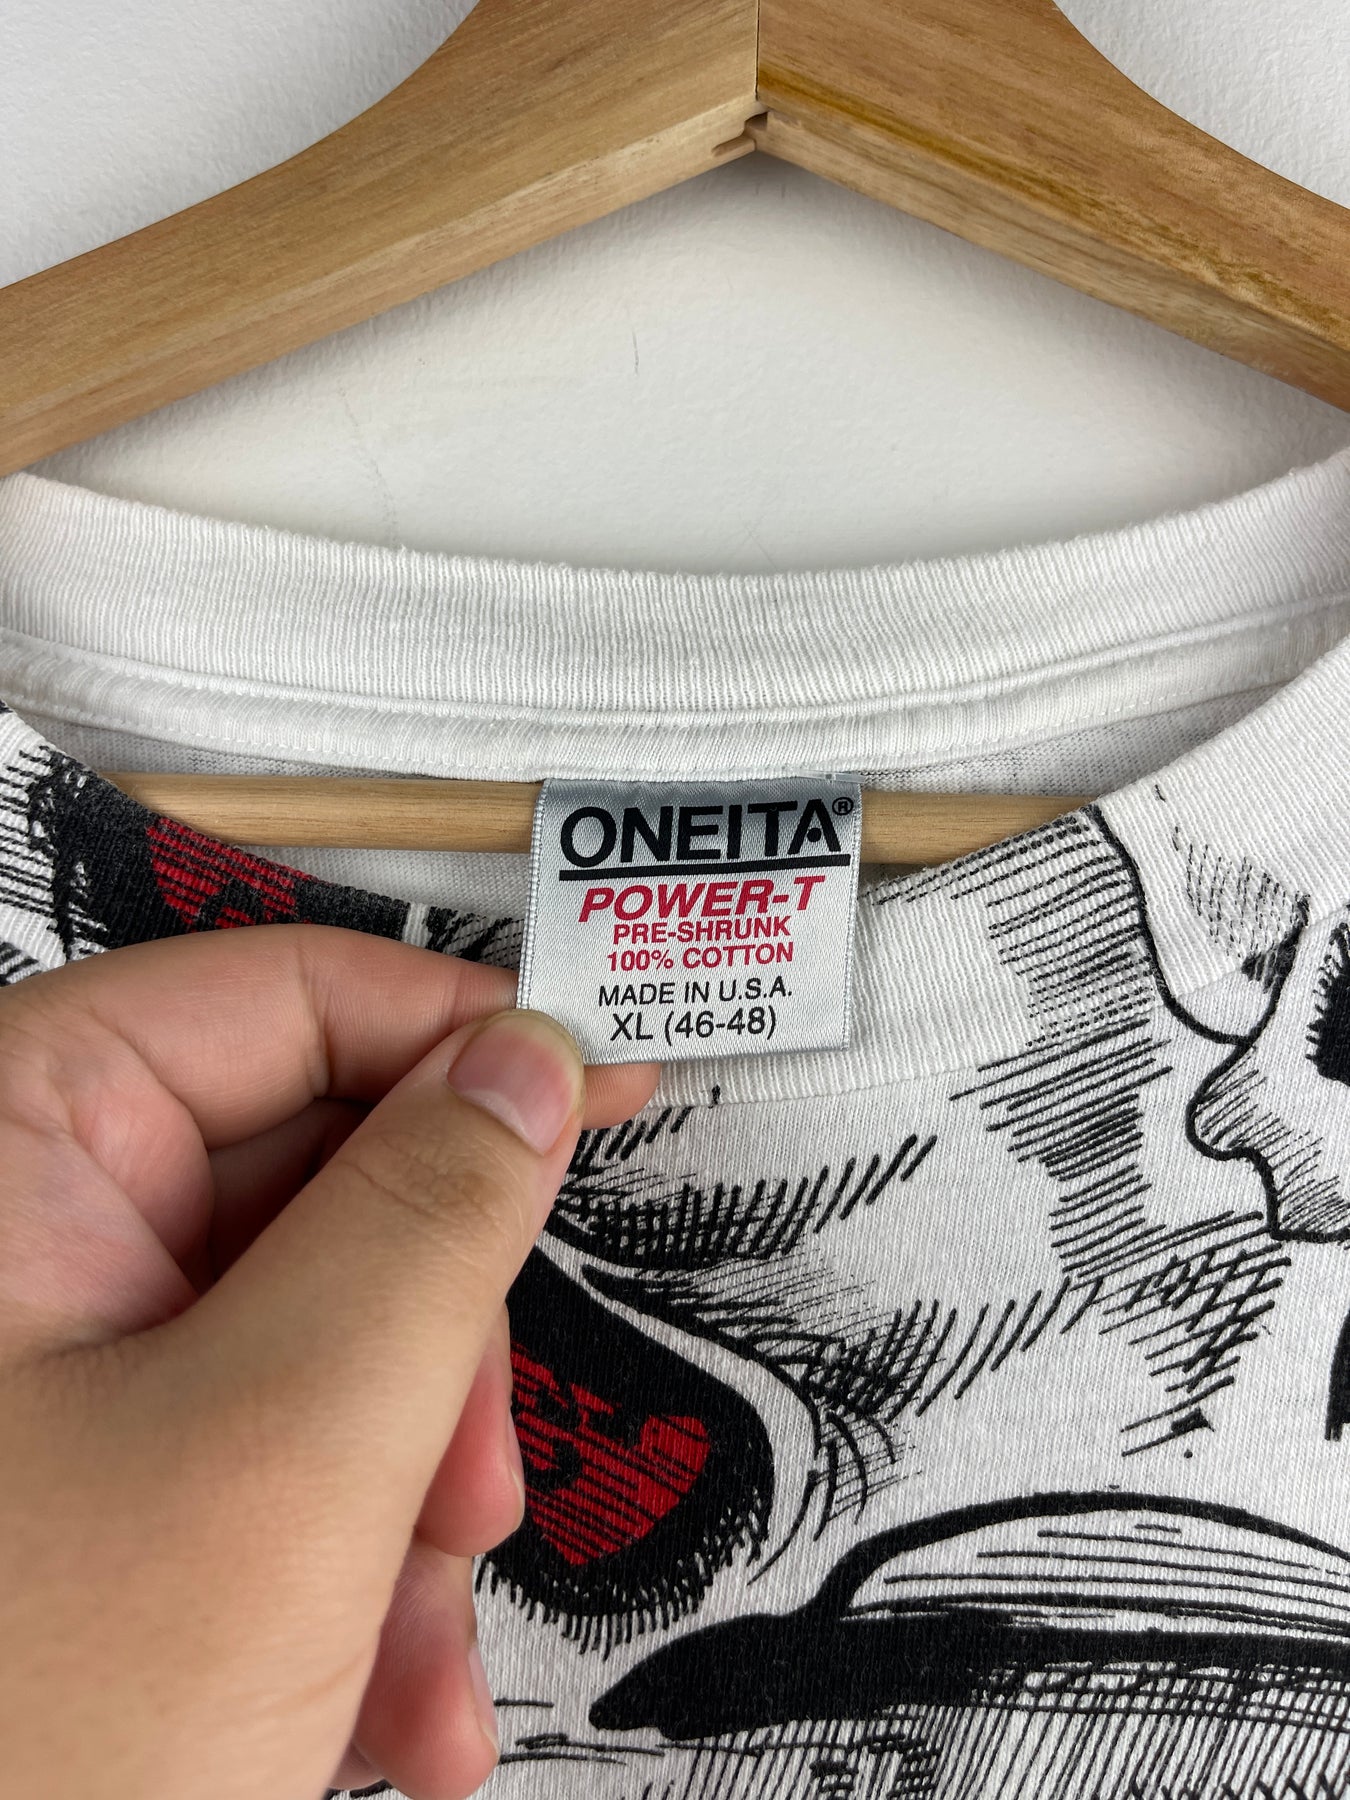 ONEITA®
POWER-T
PRE-SHRUNK
100% COTTON
MADE IN U.S.A.
XL (46-48)